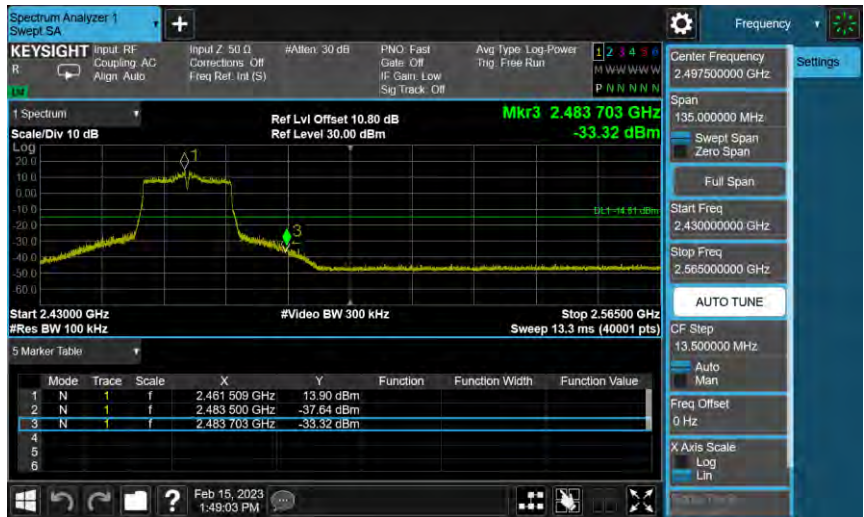 Spectrum Analyzer 1
Swept SA
+
Frequency
KEYSIGHT
R
Input: RF
Coupling: AC
Align: Auto
Input Z: 50 Ω
Corrections: Off
Freq Ref: Int (S)
#Atten: 30 dB
PNO: Fast
Gate: Off
IF Gain: Low
Sig Track: Off
Avg Type: Log-Power
Trig: Free Run
1 2 3 4 5 6
M W W W W W
P N N N N N
1 Spectrum
Scale/Div 10 dB
Ref Lvl Offset 10.80 dB
Ref Level 30.00 dBm
Mkr3 2.483 703 GHz
-33.32 dBm
Log
20.0
10.0
0.00
-10.0
-20.0
-30.0
-40.0
-50.0
-60.0
1
3
DL1 -14.51 dBm
Start 2.43000 GHz
#Res BW 100 kHz
#Video BW 300 kHz
Stop 2.56500 GHz
Sweep 13.3 ms (40001 pts)
5 Marker Table
Mode Trace Scale X Y Function Function Width Function Value
1 N 1 f 2.461 509 GHz 13.90 dBm
2 N 1 f 2.483 500 GHz -37.64 dBm
3 N 1 f 2.483 703 GHz -33.32 dBm
4
5
6
Feb 15, 2023
1:49:03 PM
?
Center Frequency
2.497500000 GHz
Settings
Span
135.000000 MHz
Swept Span
Zero Span
Full Span
Start Freq
2.430000000 GHz
Stop Freq
2.565000000 GHz
AUTO TUNE
CF Step
13.500000 MHz
Auto
Man
Freq Offset
0 Hz
X Axis Scale
Log
Lin